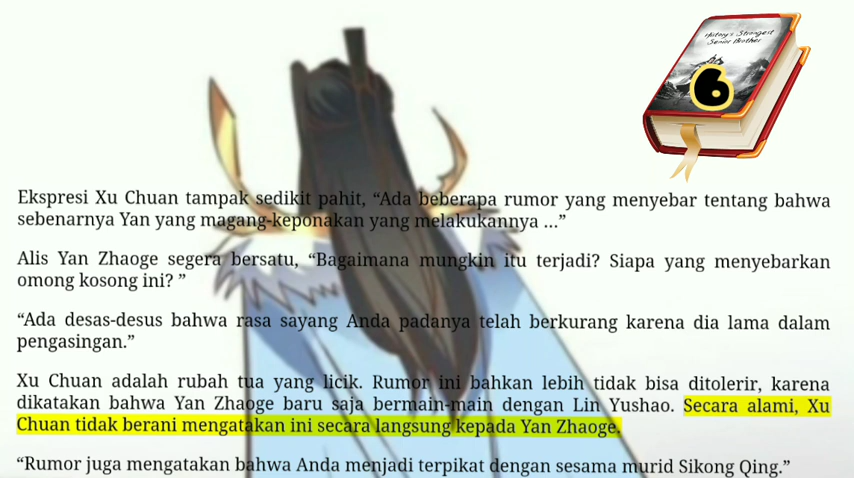 History's Strongest
Senior Brother
6
Ekspresi Xu Chuan tampak sedikit pahit, “Ada beberapa rumor yang menyebar tentang bahwa
sebenarnya Yan yang magang-keponakan yang melakukannya ...”
Alis Yan Zhaoge segera bersatu, “Bagaimana mungkin itu terjadi? Siapa yang menyebarkan
omong kosong ini? ”
“Ada desas-desus bahwa rasa sayang Anda padanya telah berkurang karena dia lama dalam
pengasingan.”
Xu Chuan adalah rubah tua yang licik. Rumor ini bahkan lebih tidak bisa ditolerir, karena
dikatakan bahwa Yan Zhaoge baru saja bermain-main dengan Lin Yushao. Secara alami, Xu
Chuan tidak berani mengatakan ini secara langsung kepada Yan Zhaoge.
“Rumor juga mengatakan bahwa Anda menjadi terpikat dengan sesama murid Sikong Qing.”